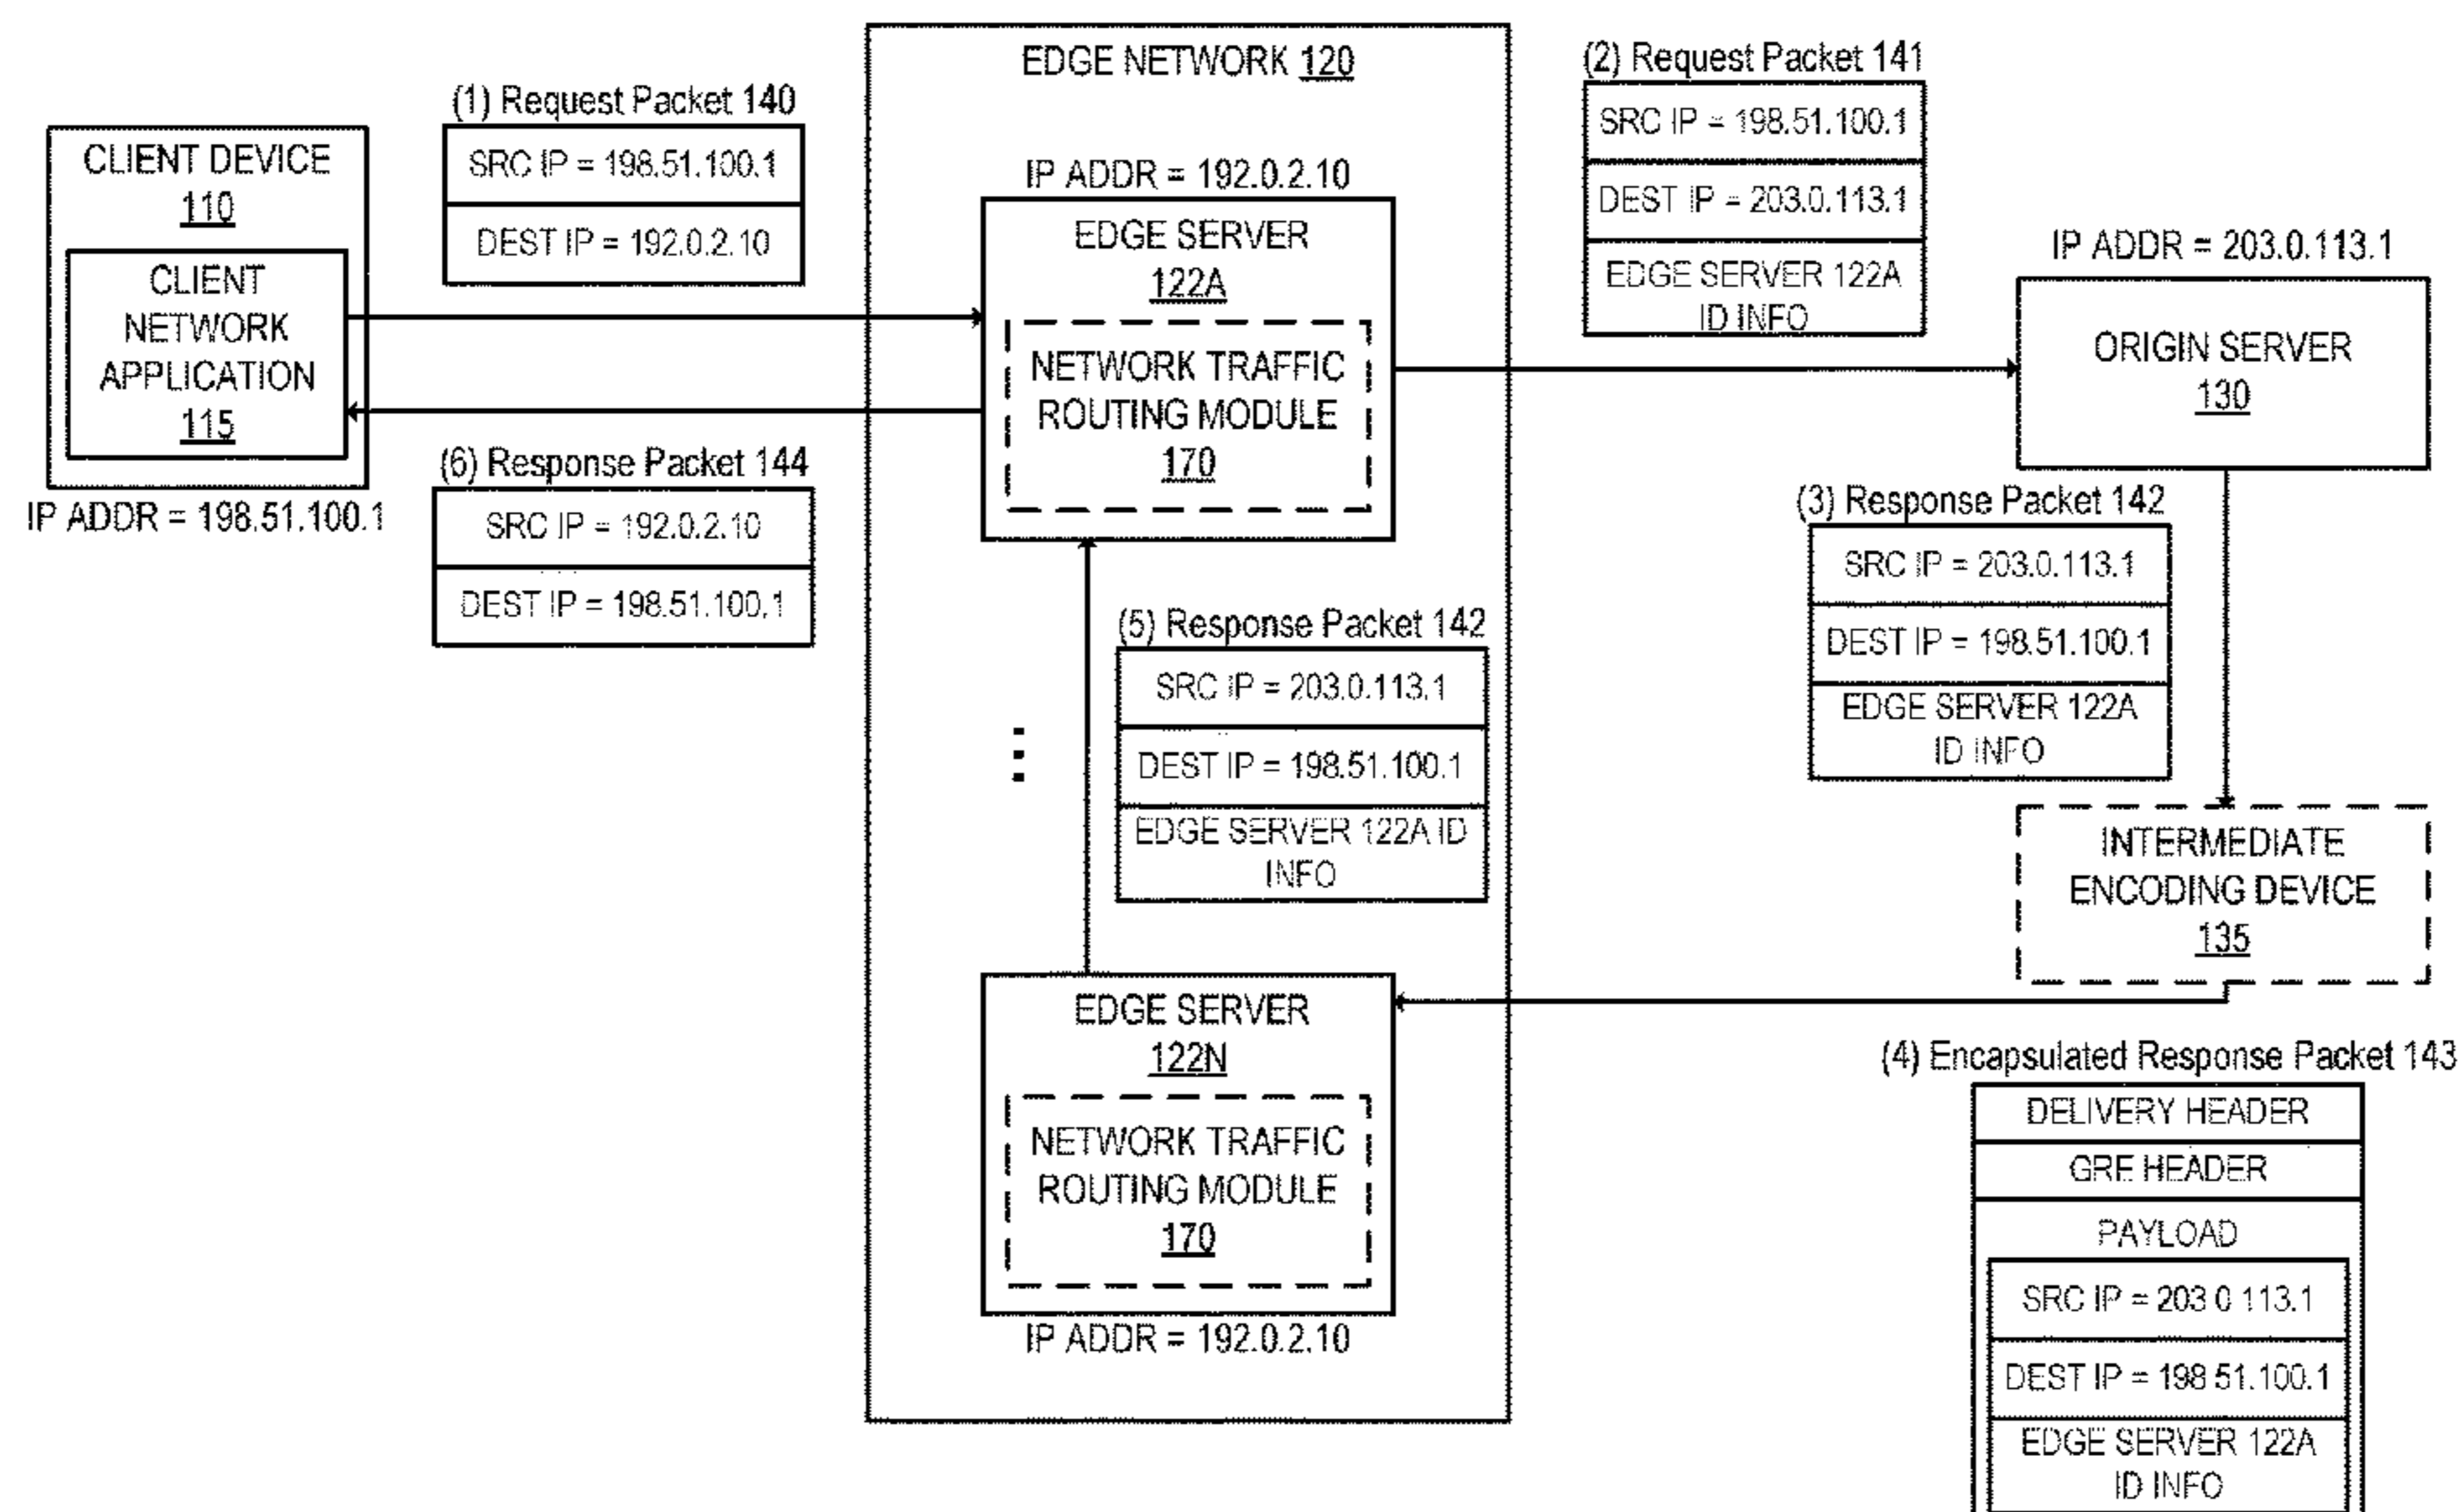 EDGE NETWORK 120
(1) Request Packet 140
SRC IP = 198.51.100.1
DEST IP = 192.0.2.10
(2) Request Packet 141
SRC IP = 198.51.100.1
DEST IP = 203.0.113.1
EDGE SERVER 122A
ID INFO
CLIENT DEVICE
110
CLIENT
NETWORK
APPLICATION
115
IP ADDR = 198.51.100.1
IP ADDR = 192.0.2.10
EDGE SERVER
122A
NETWORK TRAFFIC
ROUTING MODULE
170
IP ADDR = 203.0.113.1
ORIGIN SERVER
130
(6) Response Packet 144
SRC IP = 192.0.2.10
DEST IP = 198.51.100.1
(3) Response Packet 142
SRC IP = 203.0.113.1
DEST IP = 198.51.100.1
EDGE SERVER 122A
ID INFO
(5) Response Packet 142
SRC IP = 203.0.113.1
DEST IP = 198.51.100.1
EDGE SERVER 122A ID
INFO
INTERMEDIATE
ENCODING DEVICE
135
EDGE SERVER
122N
NETWORK TRAFFIC
ROUTING MODULE
170
IP ADDR = 192.0.2.10
(4) Encapsulated Response Packet 143
DELIVERY HEADER
GRE HEADER
PAYLOAD
SRC IP = 203 0 113.1
DEST IP = 198 51.100.1
EDGE SERVER 122A
ID INFO